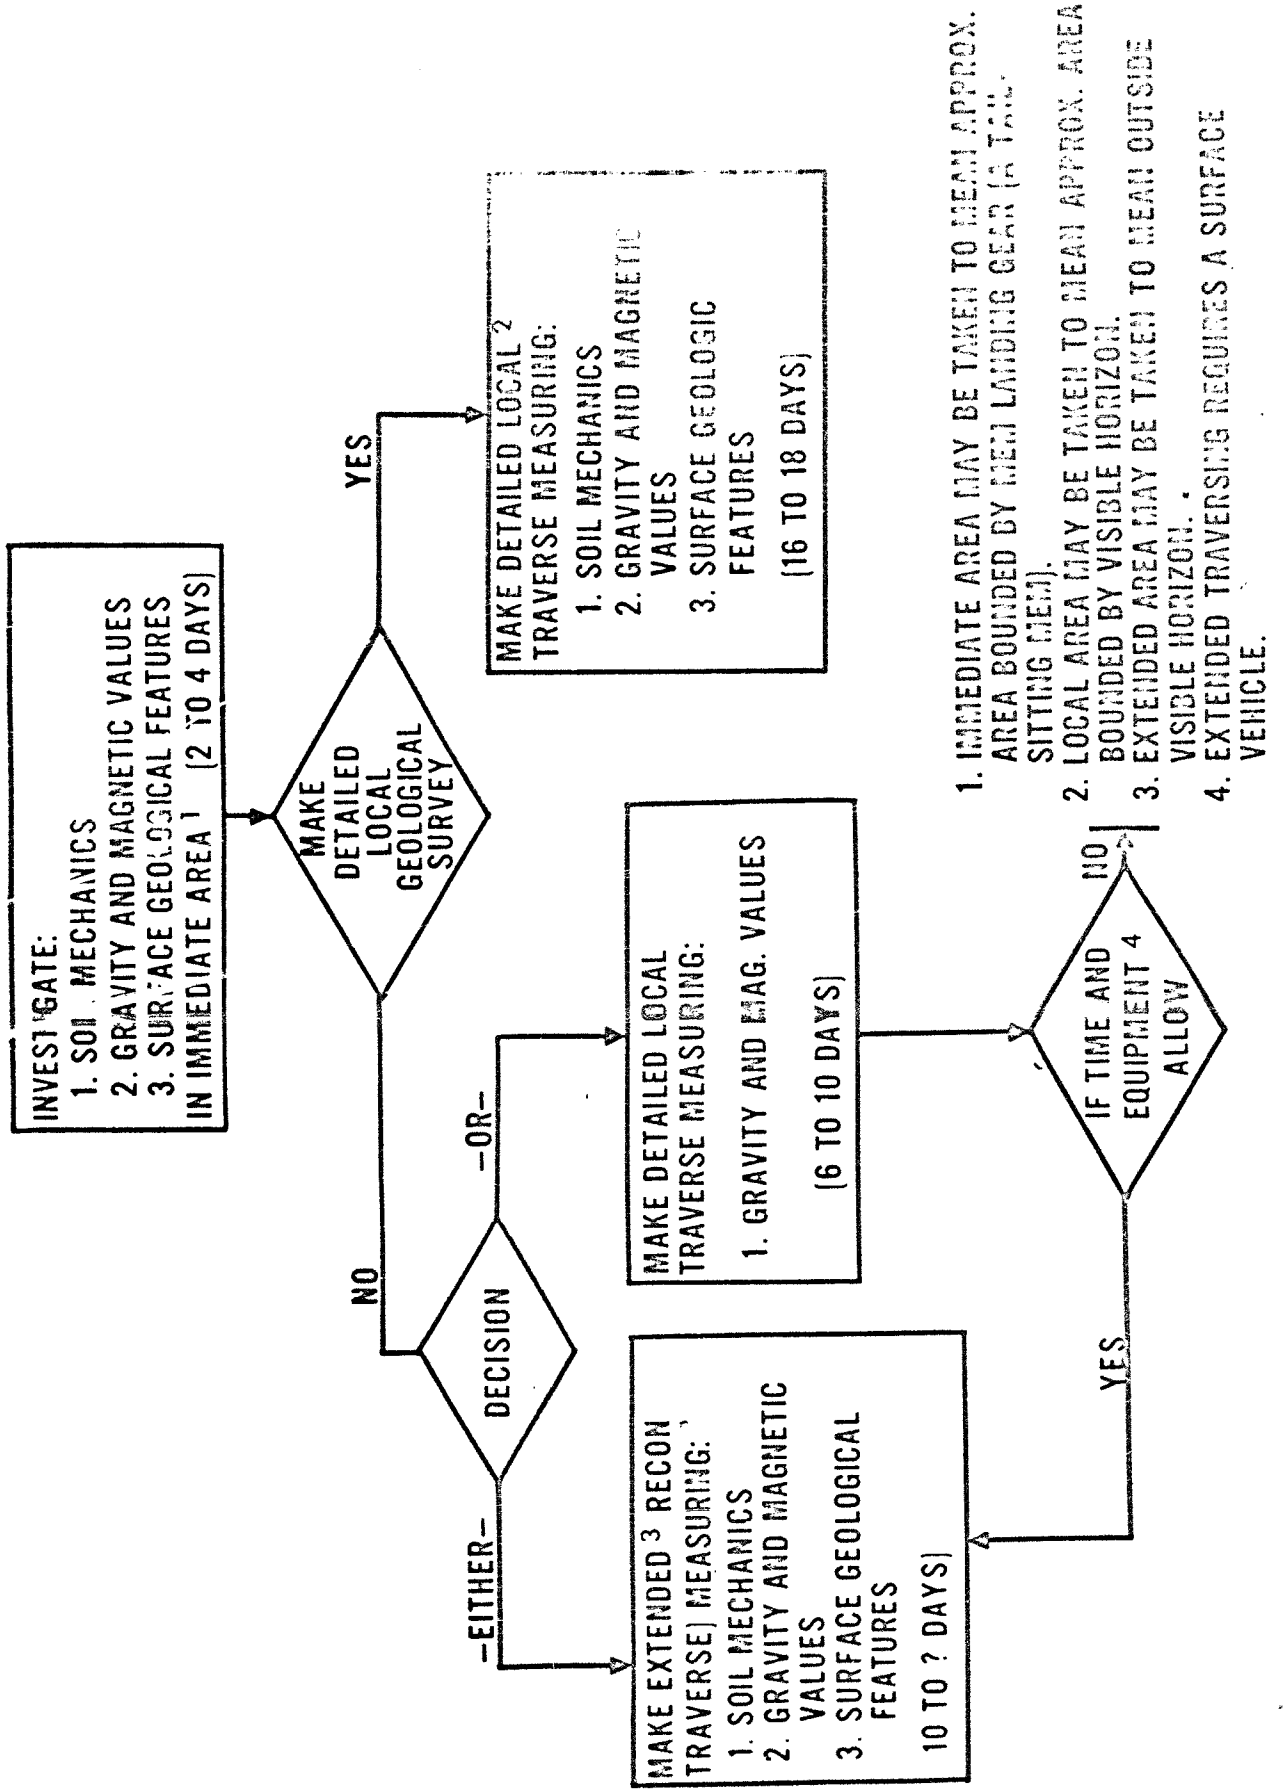 INVESTIGATE:
1. SOIL MECHANICS
2. GRAVITY AND MAGNETIC VALUES
3. SURFACE GEOLOGICAL FEATURES
IN IMMEDIATE AREA 1 (2 TO 4 DAYS)
MAKE
DETAILED
LOCAL
GEOLOGICAL
SURVEY
NO
YES
DECISION
-EITHER-
-OR-
MAKE EXTENDED 3 RECON
TRAVERSE) MEASURING:
1. SOIL MECHANICS
2. GRAVITY AND MAGNETIC
VALUES
3. SURFACE GEOLOGICAL
FEATURES
10 TO ? DAYS)
MAKE DETAILED LOCAL
TRAVERSE MEASURING:
1. GRAVITY AND MAG. VALUES
(6 TO 10 DAYS)
MAKE DETAILED LOCAL 2
TRAVERSE MEASURING:
1. SOIL MECHANICS
2. GRAVITY AND MAGNETIC
VALUES
3. SURFACE GEOLOGIC
FEATURES
(16 TO 18 DAYS)
IF TIME AND
EQUIPMENT 4
ALLOW
YES
NO
1. IMMEDIATE AREA MAY BE TAKEN TO MEAN APPROX.
AREA BOUNDED BY MEM LANDING GEAR (A TAIL-
SITTING MEM).
2. LOCAL AREA MAY BE TAKEN TO MEAN APPROX. AREA
BOUNDED BY VISIBLE HORIZON.
3. EXTENDED AREA MAY BE TAKEN TO MEAN OUTSIDE
VISIBLE HORIZON.
4. EXTENDED TRAVERSING REQUIRES A SURFACE
VEHICLE.